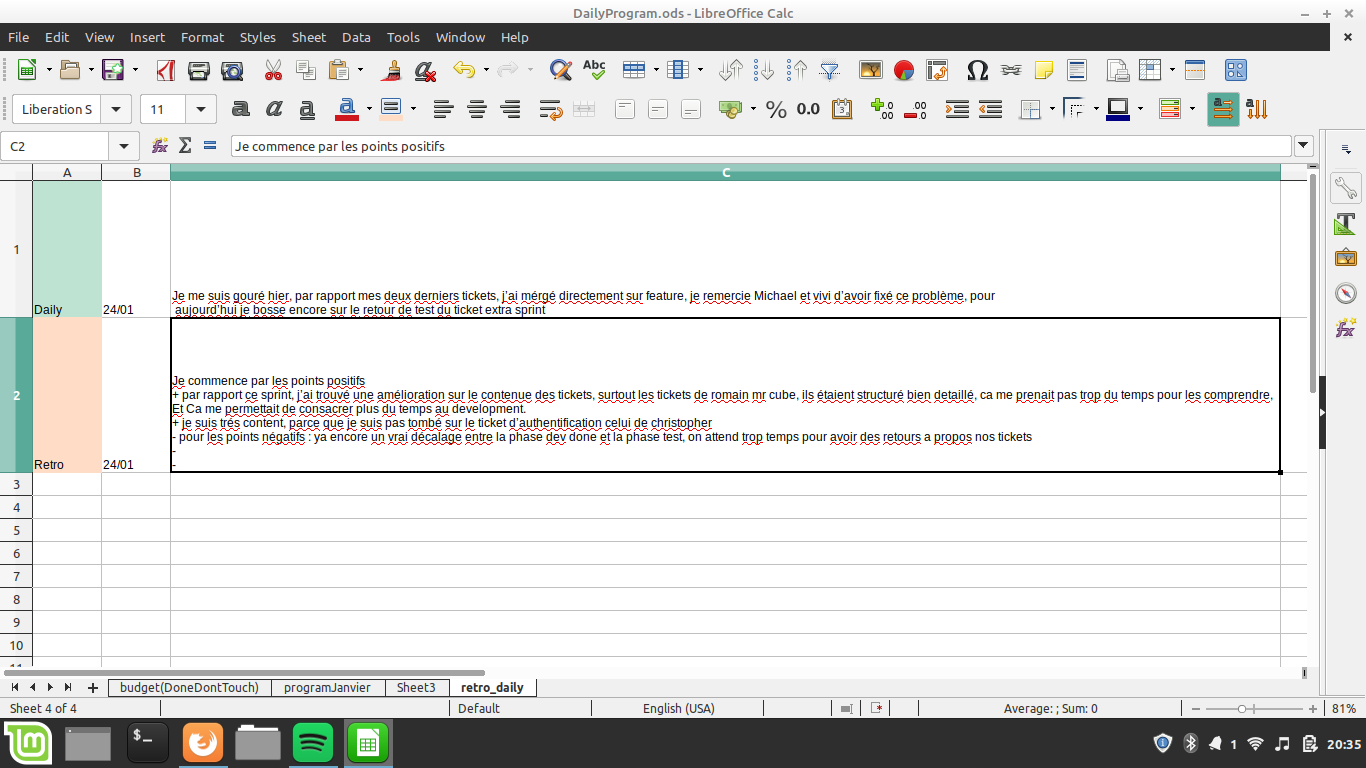 DailyProgram.ods - LibreOffice Calc
File Edit View Insert Format Styles Sheet Data Tools Window Help
Abc
Liberation S 11 a a a a % 0.0 .00 .00
C2 Je commence par les points positifs
A B C
1 Daily 24/01 Je me suis gouré hier, par rapport mes deux derniers tickets, j’ai mérgé directement sur feature, je remercie Michael et vivi d’avoir fixé ce problème, pour
aujourd’hui je bosse encore sur le retour de test du ticket extra sprint
2 Retro 24/01 Je commence par les points positifs
+ par rapport ce sprint, j’ai trouvé une amélioration sur le contenue des tickets, surtout les tickets de romain mr cube, ils étaient structuré bien detaillé, ca me prenait pas trop du temps pour les comprendre,
Et Ca me permettait de consacrer plus du temps au development.
+ je suis trés content, parce que je suis pas tombé sur le ticket d’authentification celui de christopher
- pour les points négatifs : ya encore un vrai décalage entre la phase dev done et la phase test, on attend trop temps pour avoir des retours a propos nos tickets
-
-
3
4
5
6
7
8
9
10
11
budget(DoneDontTouch) programJanvier Sheet3 retro_daily
Sheet 4 of 4 Default English (USA) Average: ; Sum: 0 81%
$_ 1 20:35